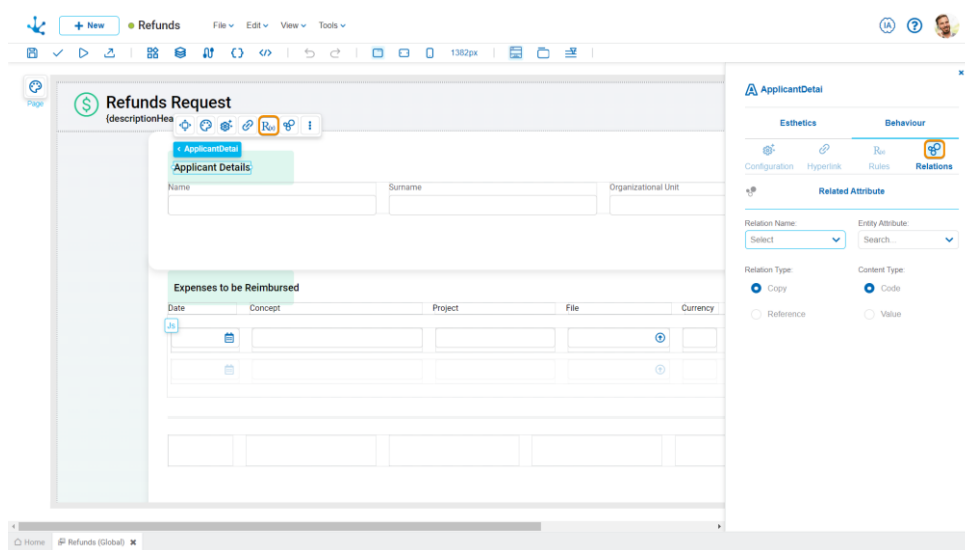 + New
Refunds
File
Edit
View
Tools
IA
?
1382px
Page
Refunds Request
{descriptionHea
Rfx
< ApplicantDetai
Applicant Details
Name
Surname
Organizational Unit
Expenses to be Reimbursed
Date
Concept
Project
File
Currency
Js
ApplicantDetai
Esthetics
Behaviour
Configuration
Hyperlink
Rules
Relations
Related Attribute
Relation Name:
Entity Attribute:
Select
Search...
Relation Type:
Content Type:
Copy
Code
Reference
Value
Home
Refunds (Global)